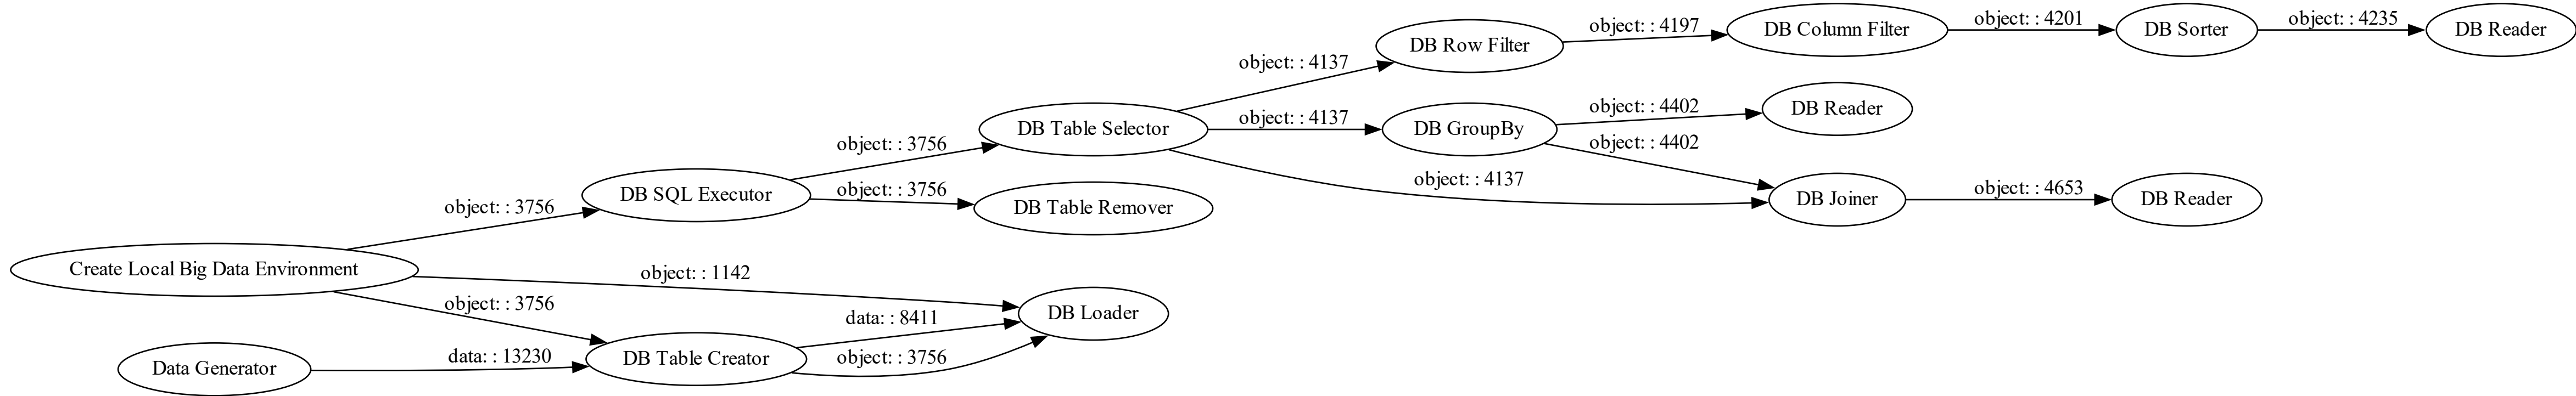 DB Row Filter
object: : 4197
DB Column Filter
object: : 4201
DB Sorter
object: : 4235
DB Reader
object: : 4137
DB Table Selector
object: : 4137
DB GroupBy
object: : 4402
DB Reader
object: : 4402
object: : 4137
DB Joiner
object: : 4653
DB Reader
object: : 3756
DB SQL Executor
object: : 3756
DB Table Remover
object: : 3756
Create Local Big Data Environment
object: : 1142
object: : 3756
DB Loader
data: : 8411
DB Table Creator
object: : 3756
data: : 13230
Data Generator